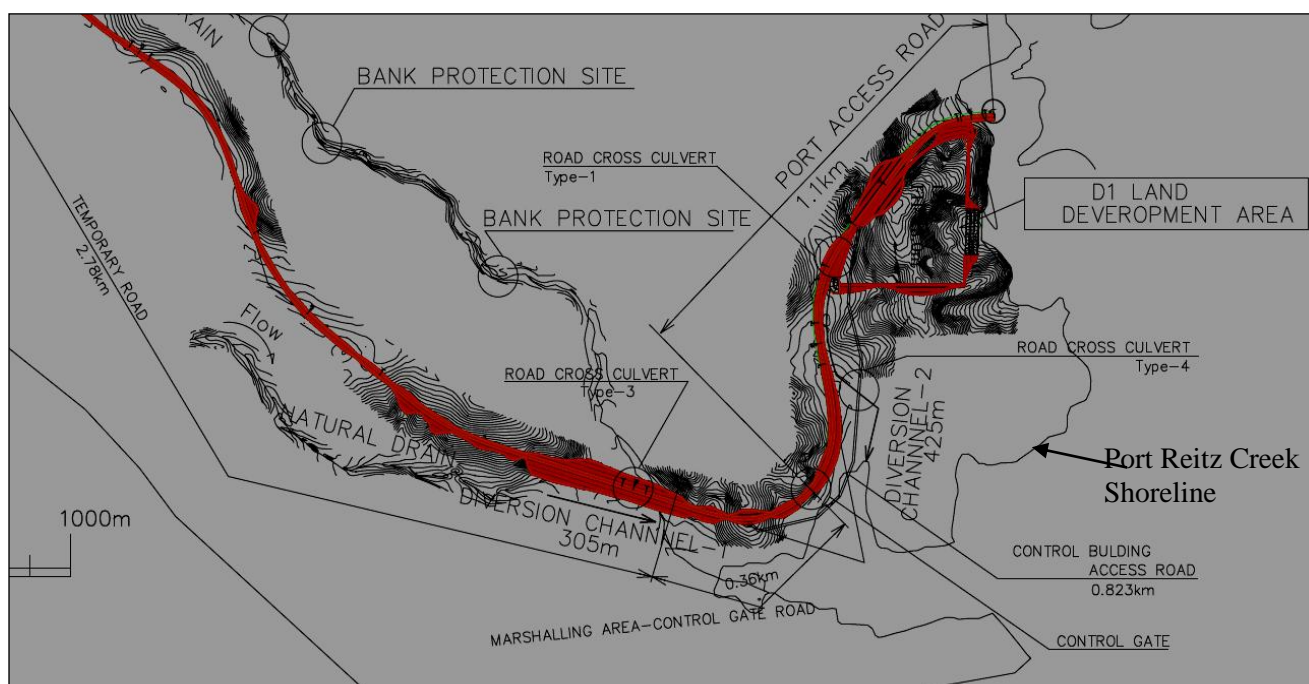 RAIN
BANK PROTECTION SITE
PORT ACCESS ROAD
1.1km
ROAD CROSS CULVERT
Type-1
D1 LAND
DEVEROPMENT AREA
BANK PROTECTION SITE
TEMPORARY ROAD
2.78km
Flow
ROAD CROSS CULVERT
Type-4
ROAD CROSS CULVERT
Type-3
NATURAL DRAIN
DIVERSION
CHANNEL-2
425m
Port Reitz Creek
Shoreline
DIVERSION CHANNNEL-1
305m
1000m
CONTROL BULDING
ACCESS ROAD
0.823km
0.36km
MARSHALLING AREA-CONTROL GATE ROAD
CONTROL GATE